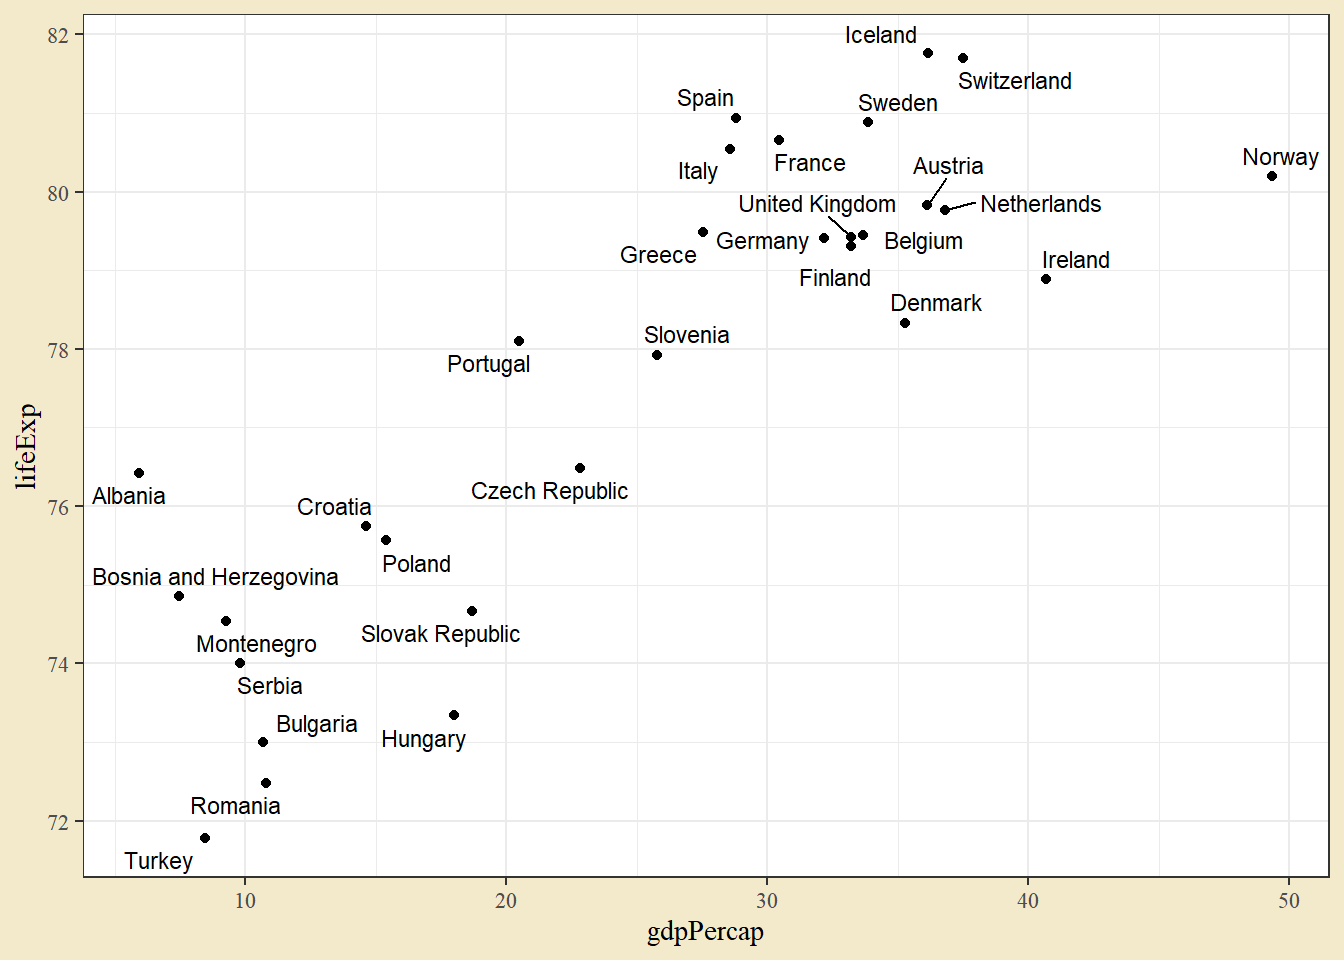 82
80
78
76
74
72
lifeExp
Iceland
Switzerland
Spain
Sweden
Italy
France
Austria
Norway
United Kingdom
Netherlands
Greece
Germany
Belgium
Finland
Ireland
Denmark
Slovenia
Portugal
Albania
Czech Republic
Croatia
Poland
Bosnia and Herzegovina
Slovak Republic
Montenegro
Serbia
Bulgaria
Hungary
Romania
Turkey
10
20
30
40
50
gdpPercap